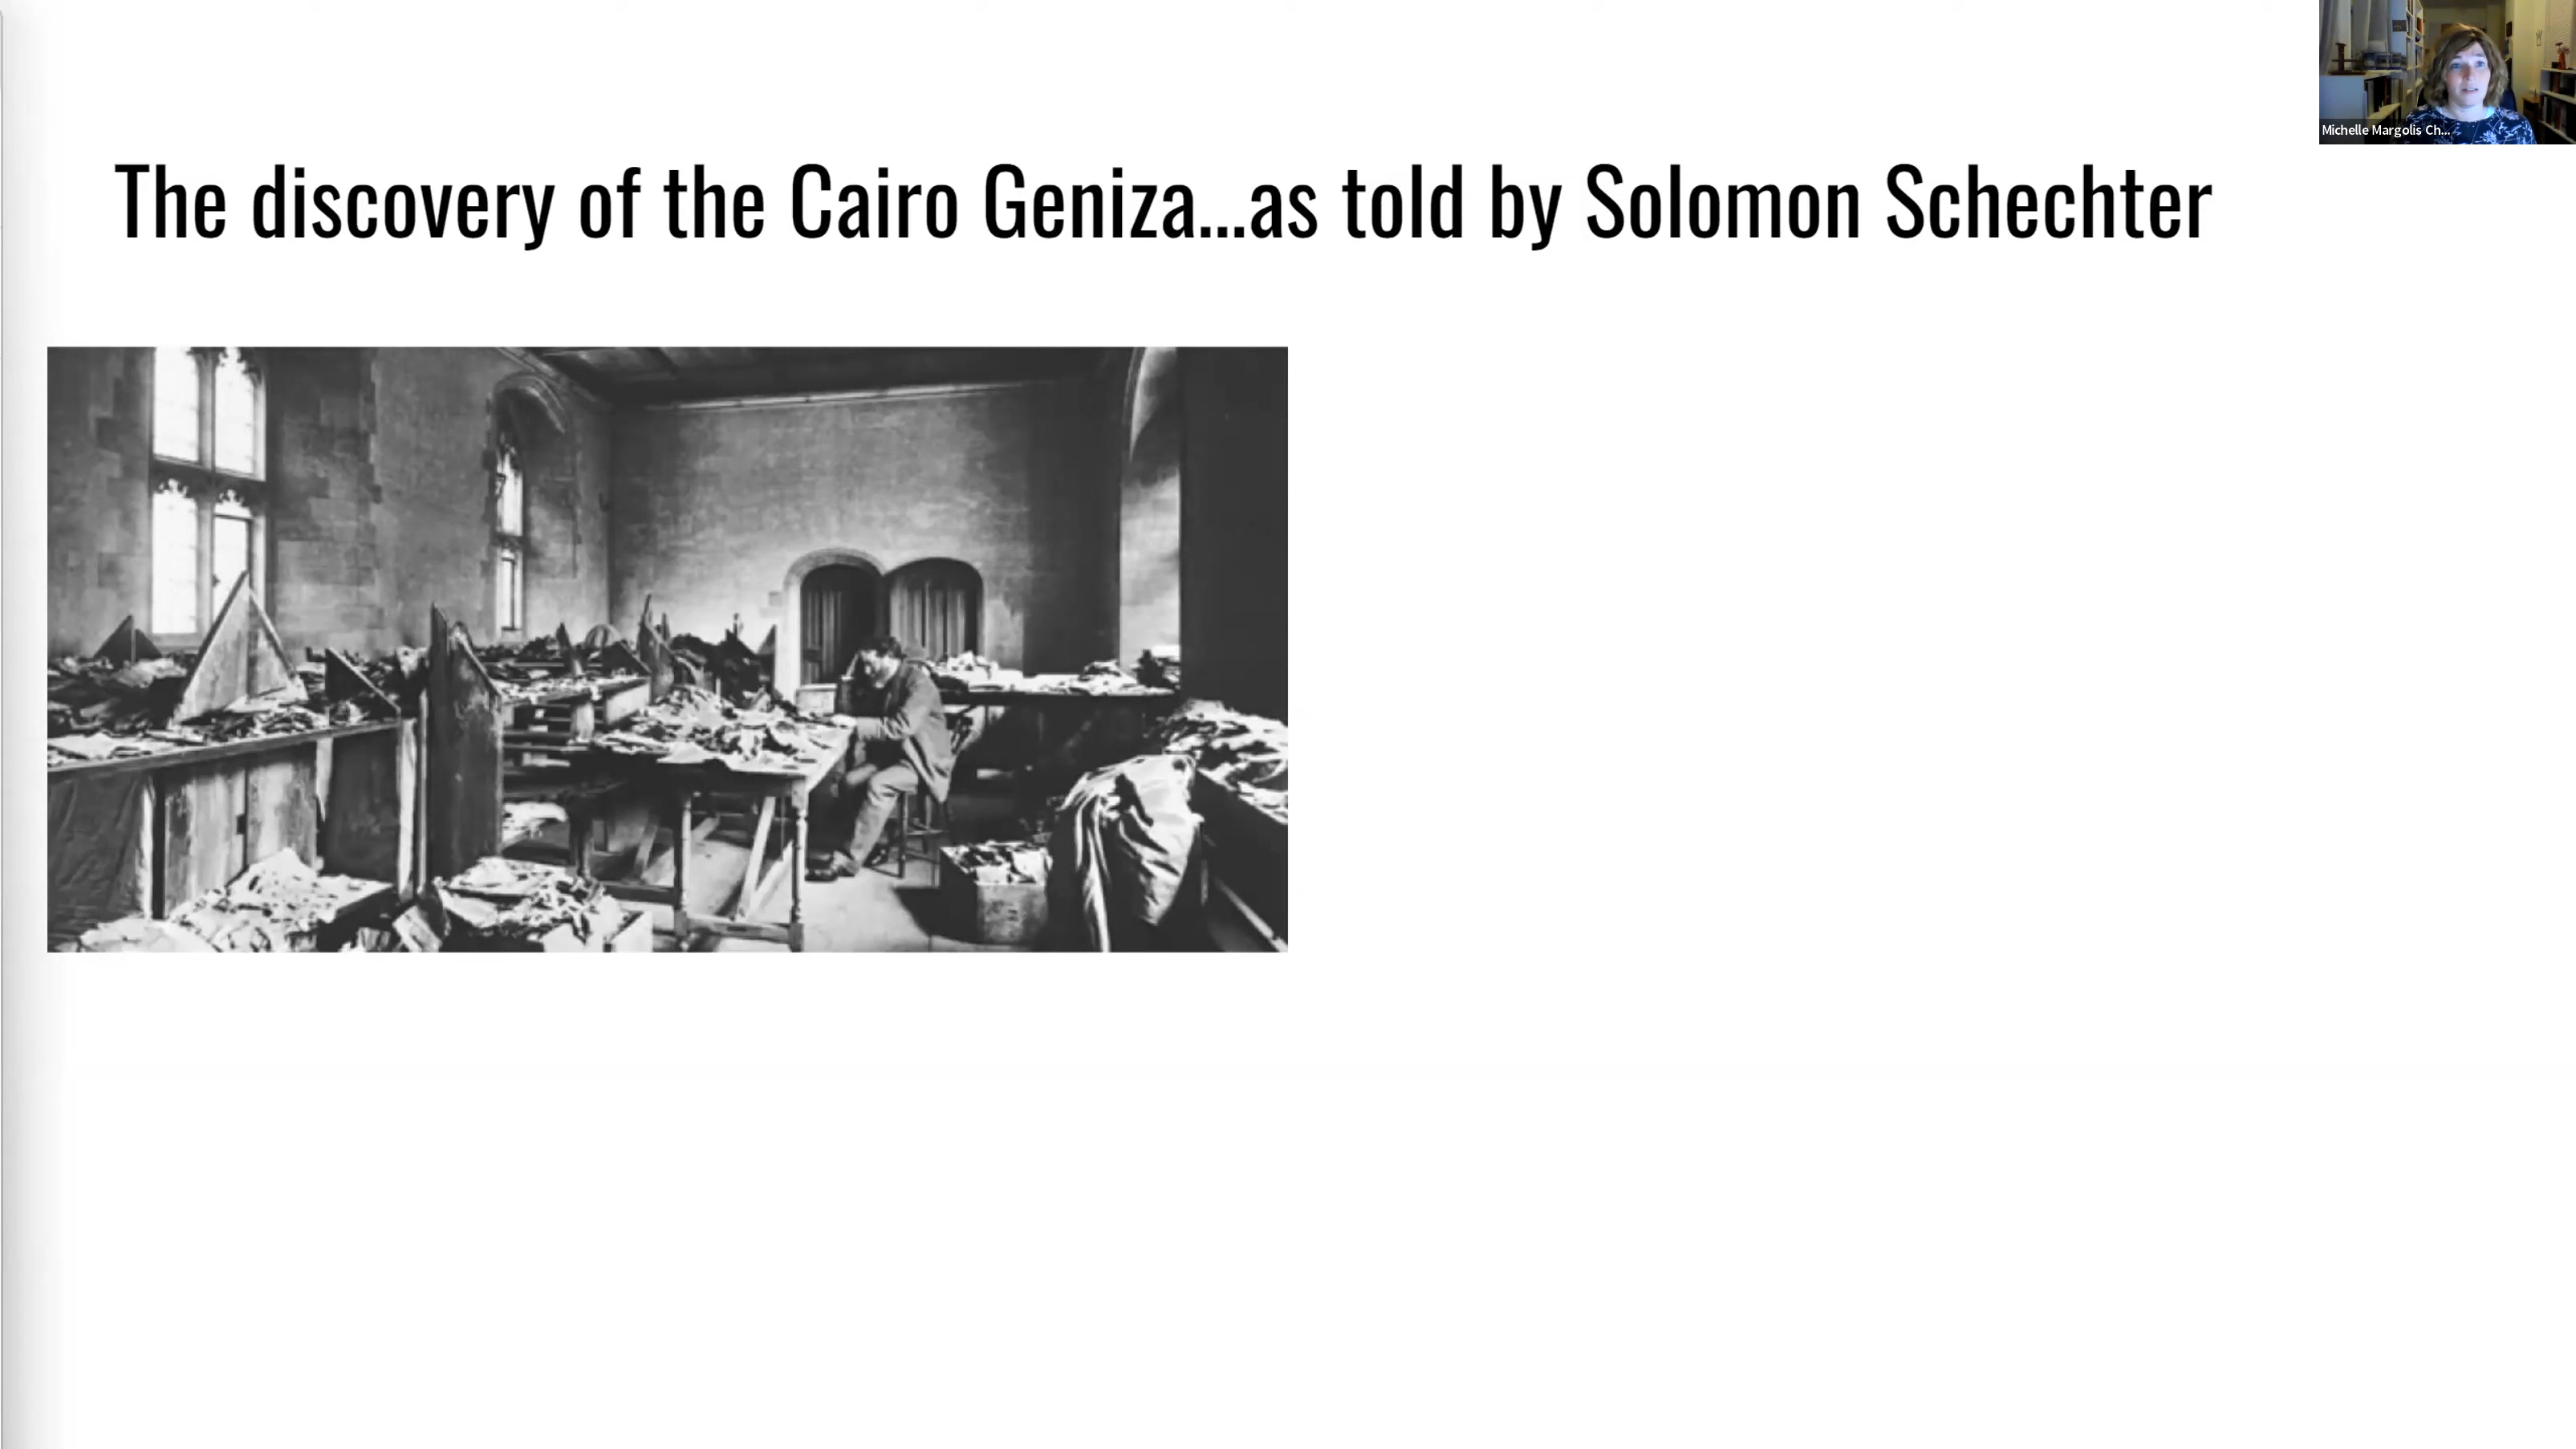 The discovery of the Cairo Geniza...as told by Solomon Schechter
Michelle Margolis Ch...